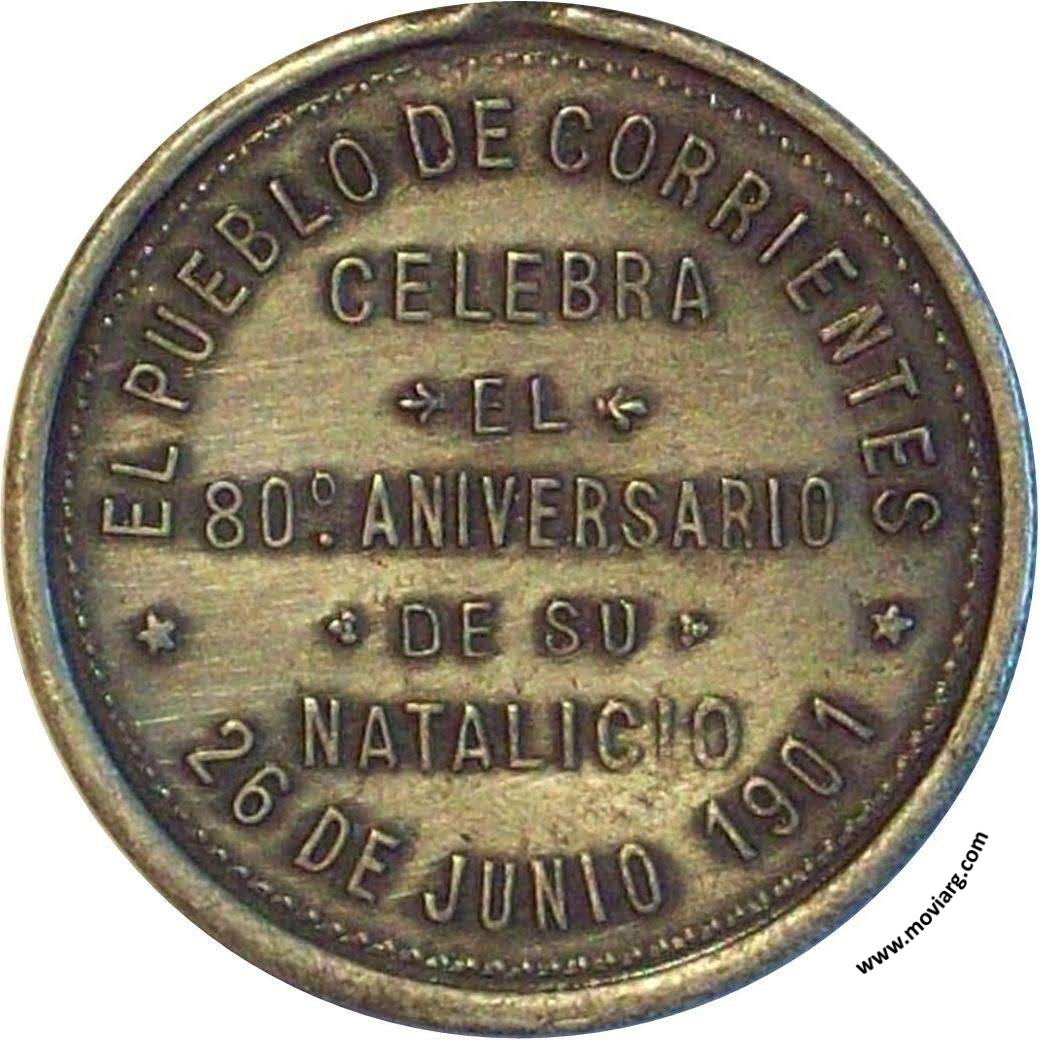 EL PUEBLO DE CORRIENTES
CELEBRA
EL
80º ANIVERSARIO
DE SU
NATALICIO
26 DE JUNIO 1901
www.moviarg.com